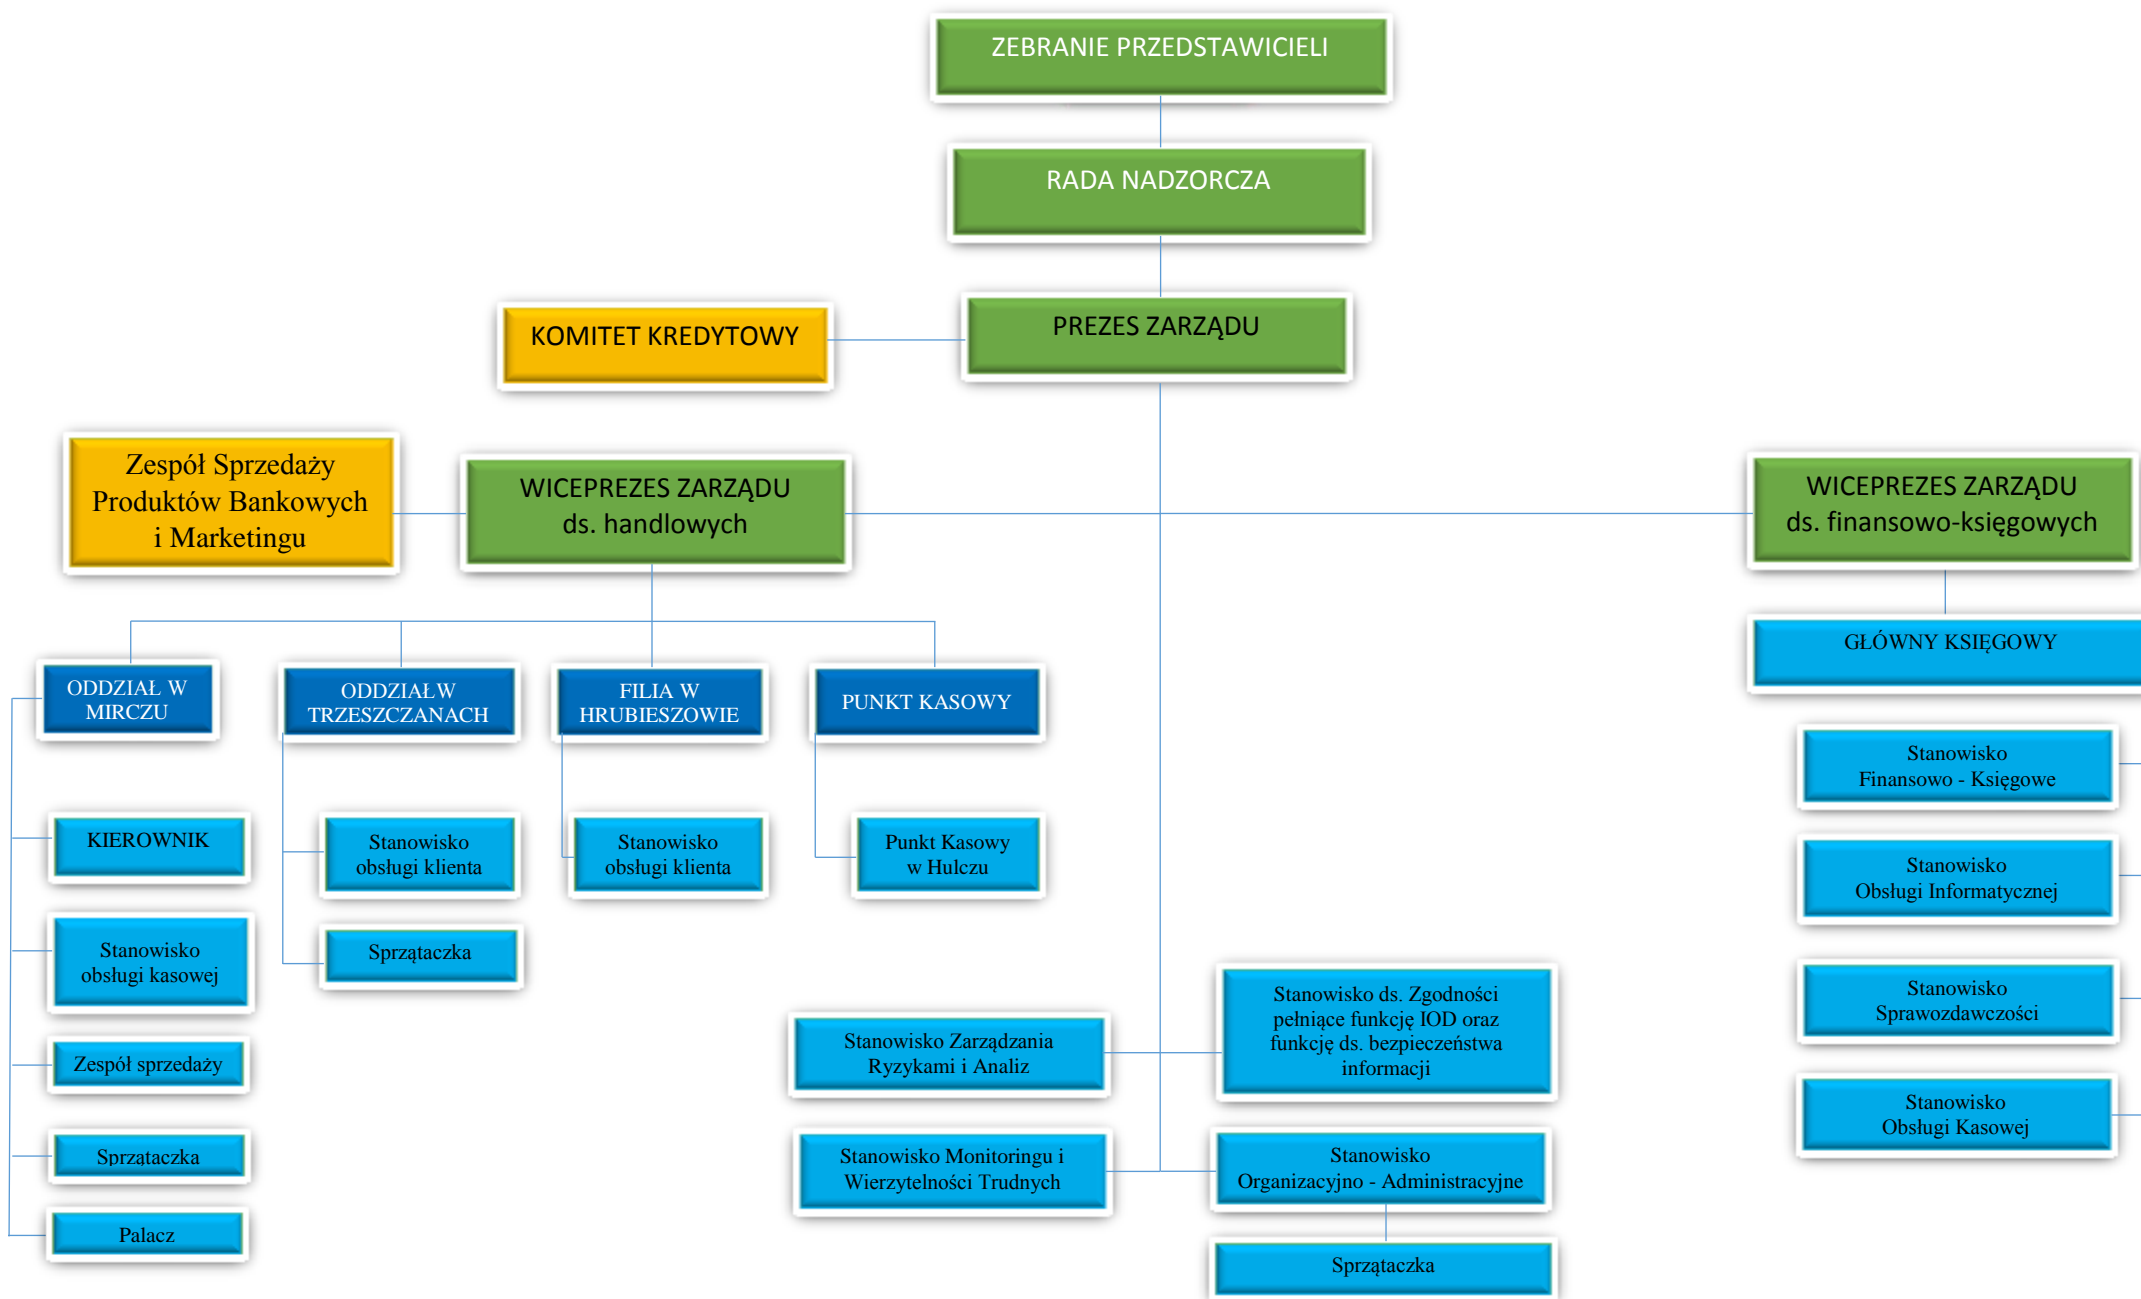 ZEBRANIE PRZEDSTAWICIELI
RADA NADZORCZA
KOMITET KREDYTOWY
PREZES ZARZĄDU
Zespół Sprzedaży
Produktów Bankowych
i Marketingu
WICEPREZES ZARZĄDU
ds. handlowych
WICEPREZES ZARZĄDU
ds. finansowo-księgowych
GŁÓWNY KSIĘGOWY
ODDZIAŁ W
MIRCZU
ODDZIAŁ W
TRZESZCZANACH
FILIA W
HRUBIESZOWIE
PUNKT KASOWY
KIEROWNIK
Stanowisko
obsługi kasowej
Zespół sprzedaży
Sprzątaczka
Palacz
Stanowisko
obsługi klienta
Sprzątaczka
Stanowisko
obsługi klienta
Punkt Kasowy
w Hulczu
Stanowisko Zarządzania
Ryzykami i Analiz
Stanowisko ds. Zgodności
pełniące funkcję IOD oraz
funkcję ds. bezpieczeństwa
informacji
Stanowisko Monitoringu i
Wierzytelności Trudnych
Stanowisko
Organizacyjno - Administracyjne
Sprzątaczka
Stanowisko
Finansowo - Księgowe
Stanowisko
Obsługi Informatycznej
Stanowisko
Sprawozdawczości
Stanowisko
Obsługi Kasowej